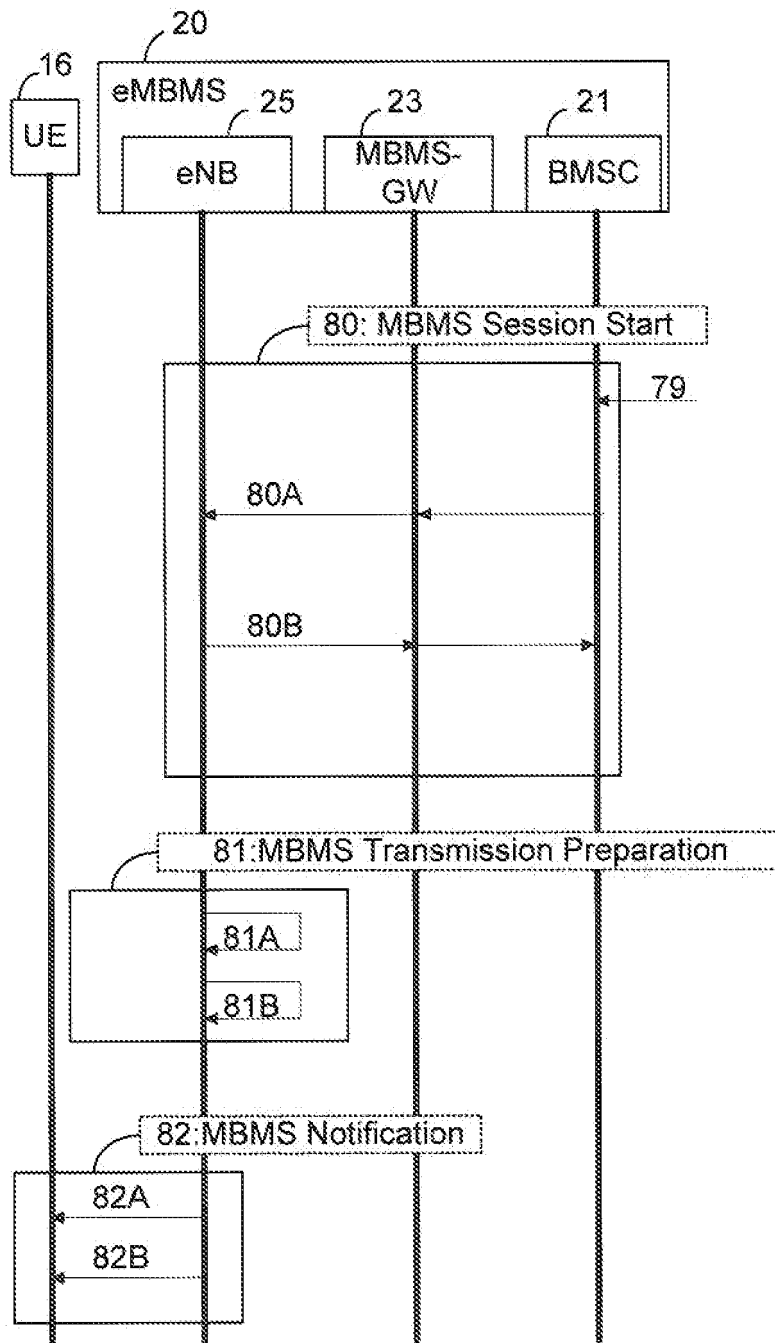 20
16
eMBMS
UE
25
23
21
eNB
MBMS-
GW
BMSC
80: MBMS Session Start
79
80A
80B
81:MBMS Transmission Preparation
81A
81B
82:MBMS Notification
82A
82B